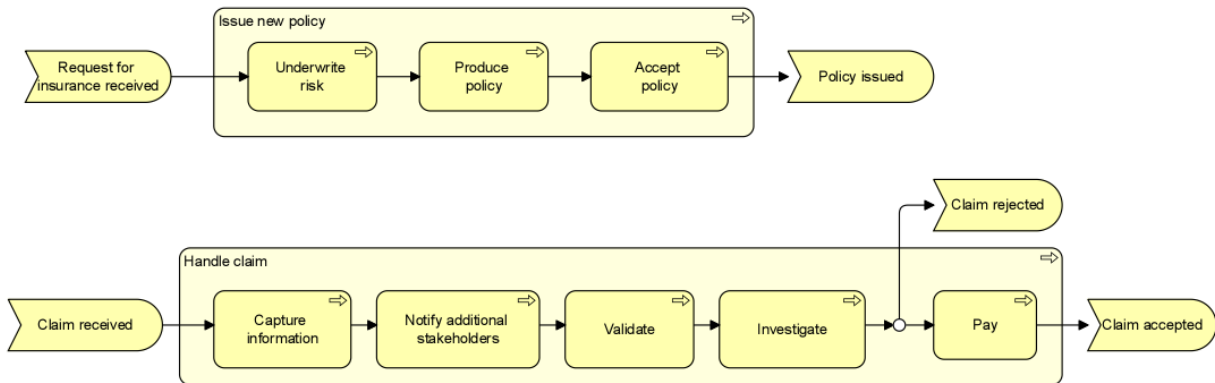 Issue new policy
Request for
insurance received
Underwrite
risk
Produce
policy
Accept
policy
Policy issued
Claim rejected
Handle claim
Claim received
Capture
information
Notify additional
stakeholders
Validate
Investigate
Pay
Claim accepted